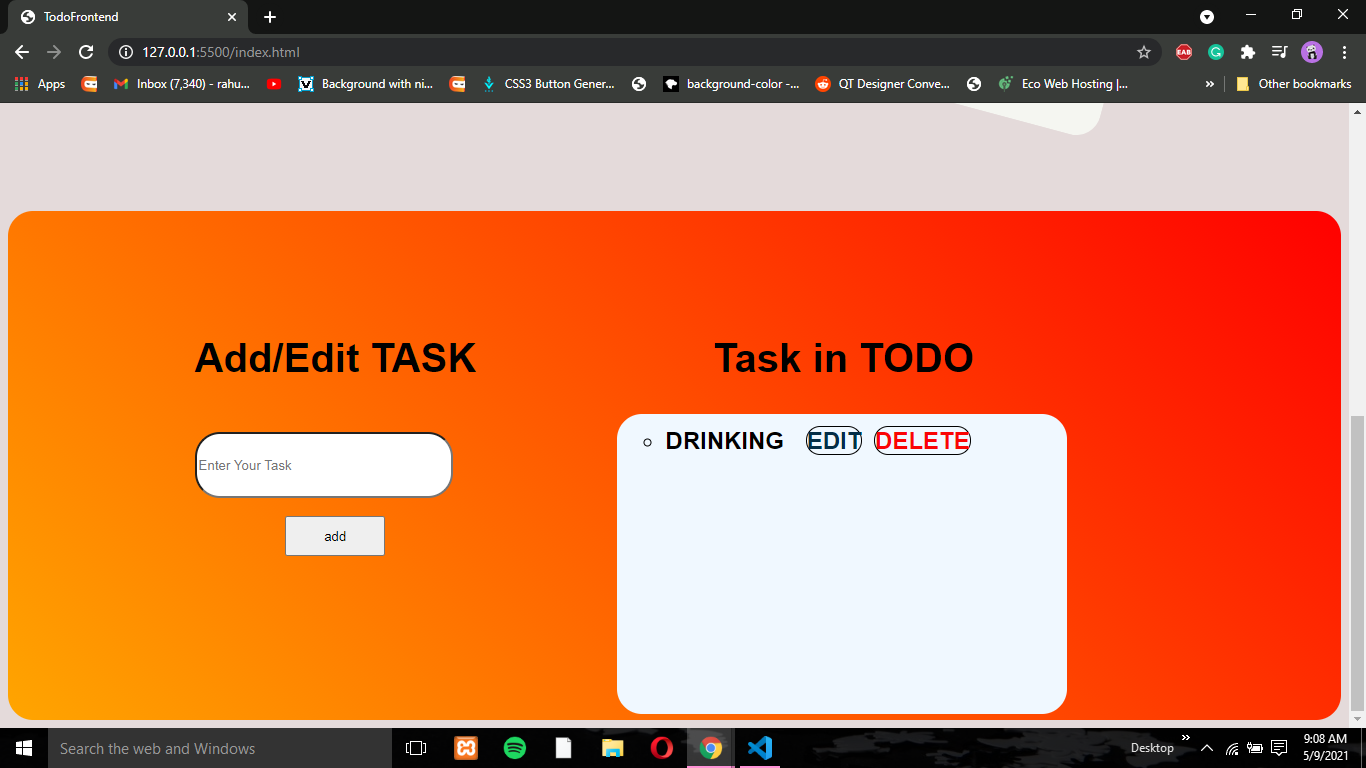 TodoFrontend
127.0.0.1:5500/index.html
EAB
Apps
Inbox (7,340) - rahu...
Background with ni...
CSS3 Button Gener...
background-color -...
QT Designer Conve...
Eco Web Hosting |...
»
Other bookmarks
Add/Edit TASK
Task in TODO
DRINKING EDIT DELETE
Enter Your Task
add
Search the web and Windows
Desktop
»
9:08 AM
5/9/2021